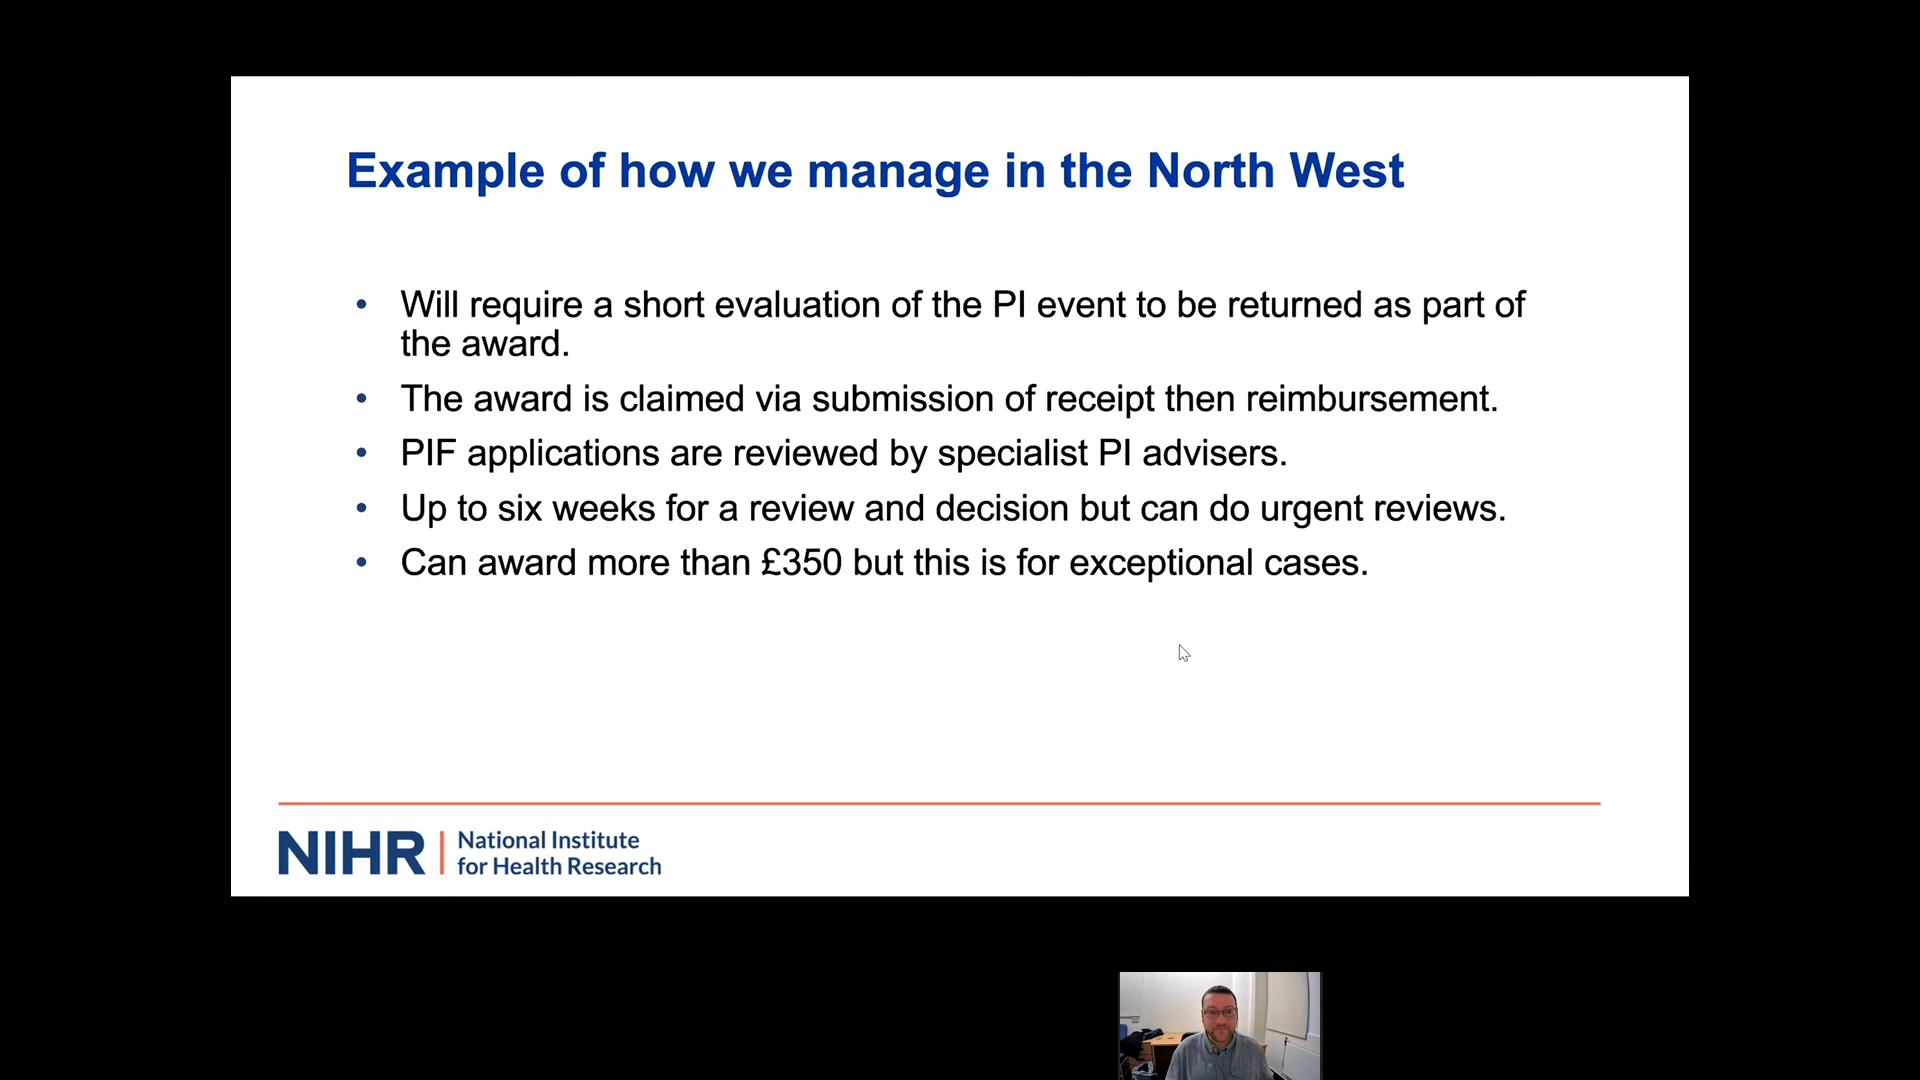 Example of how we manage in the North West
• Will require a short evaluation of the PI event to be returned as part of
the award.
• The award is claimed via submission of receipt then reimbursement.
• PIF applications are reviewed by specialist PI advisers.
• Up to six weeks for a review and decision but can do urgent reviews.
• Can award more than £350 but this is for exceptional cases.
NIHR | National Institute
for Health Research